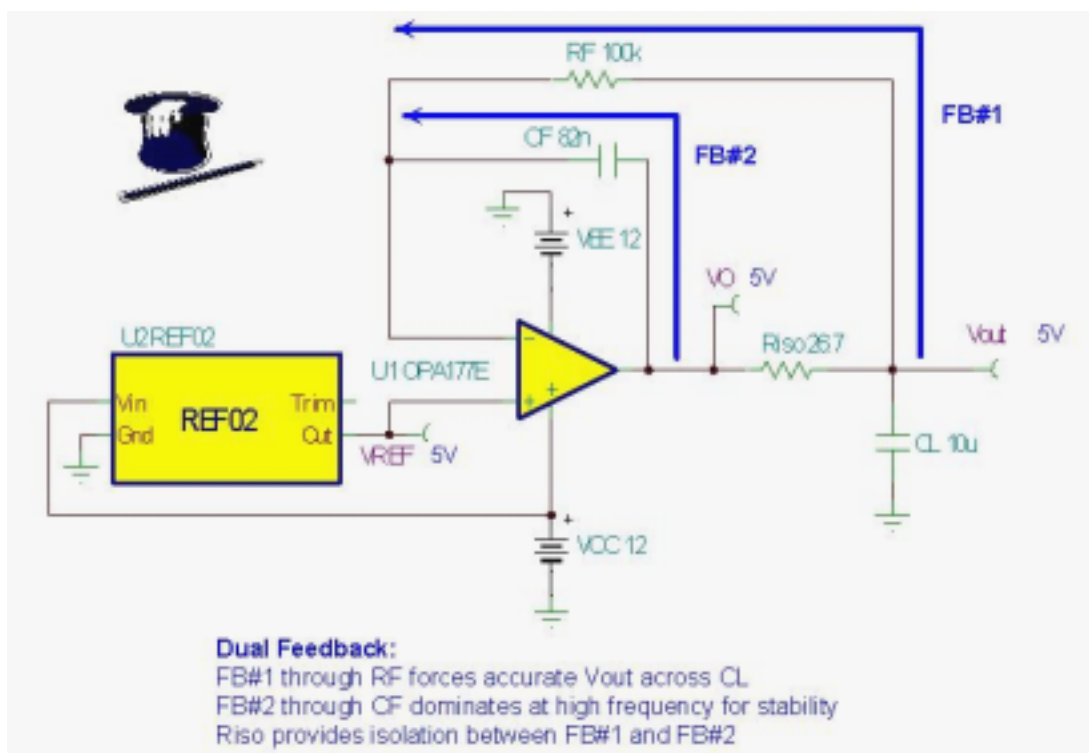 RF 100k
FB#1
CF 82n
FB#2
VEE 12
VO 5V
U2 REF02
Riso 26.7
Vout 5V
U1 OPA177E
Vin
Trim
REF02
Gnd
Out
VREF 5V
CL 10u
VCC 12
Dual Feedback:
FB#1 through RF forces accurate Vout across CL
FB#2 through CF dominates at high frequency for stability
Riso provides isolation between FB#1 and FB#2